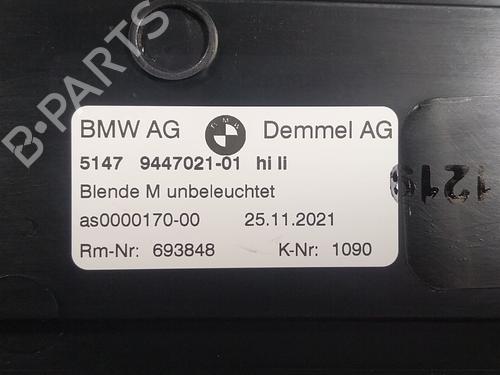 BMW AG BMW Demmel AG
5147 9447021-01 hi li
Blende M unbeleuchtet
as0000170-00 25.11.2021
Rm-Nr: 693848 K-Nr: 1090
B-PARTS